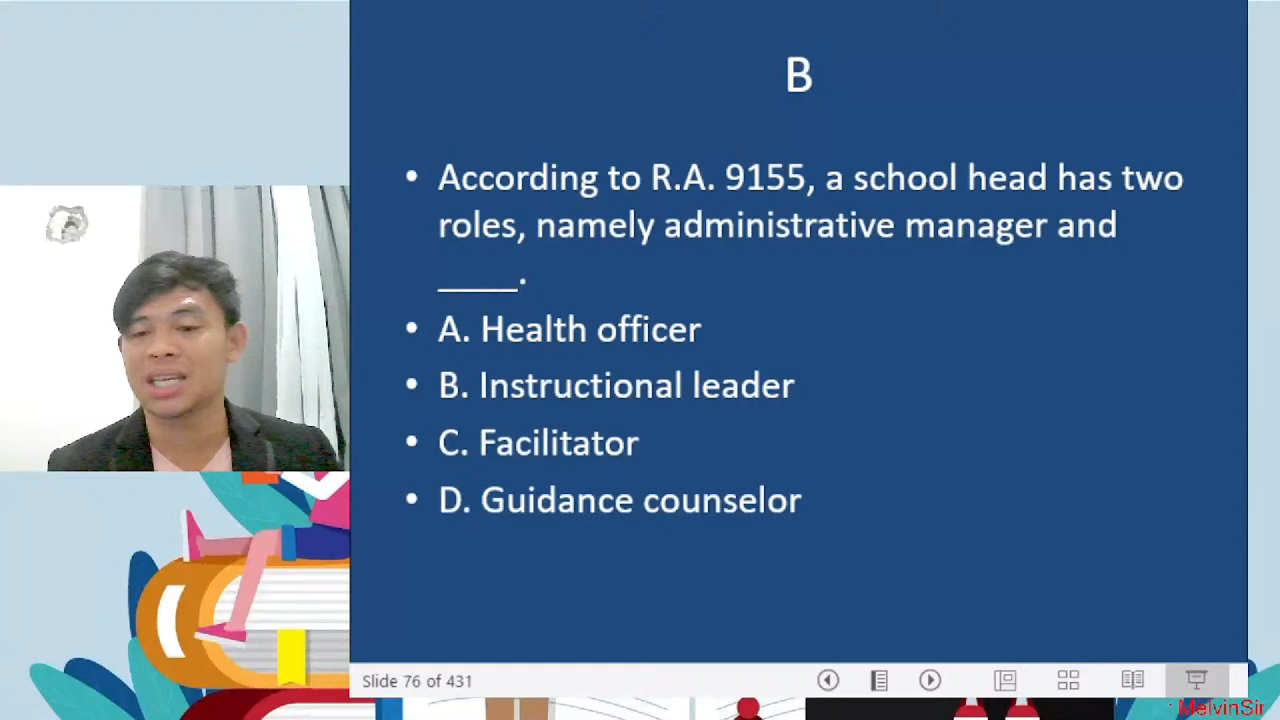 B
• According to R.A. 9155, a school head has two
roles, namely administrative manager and
____.
• A. Health officer
• B. Instructional leader
• C. Facilitator
• D. Guidance counselor
Slide 76 of 431
MelvinSir